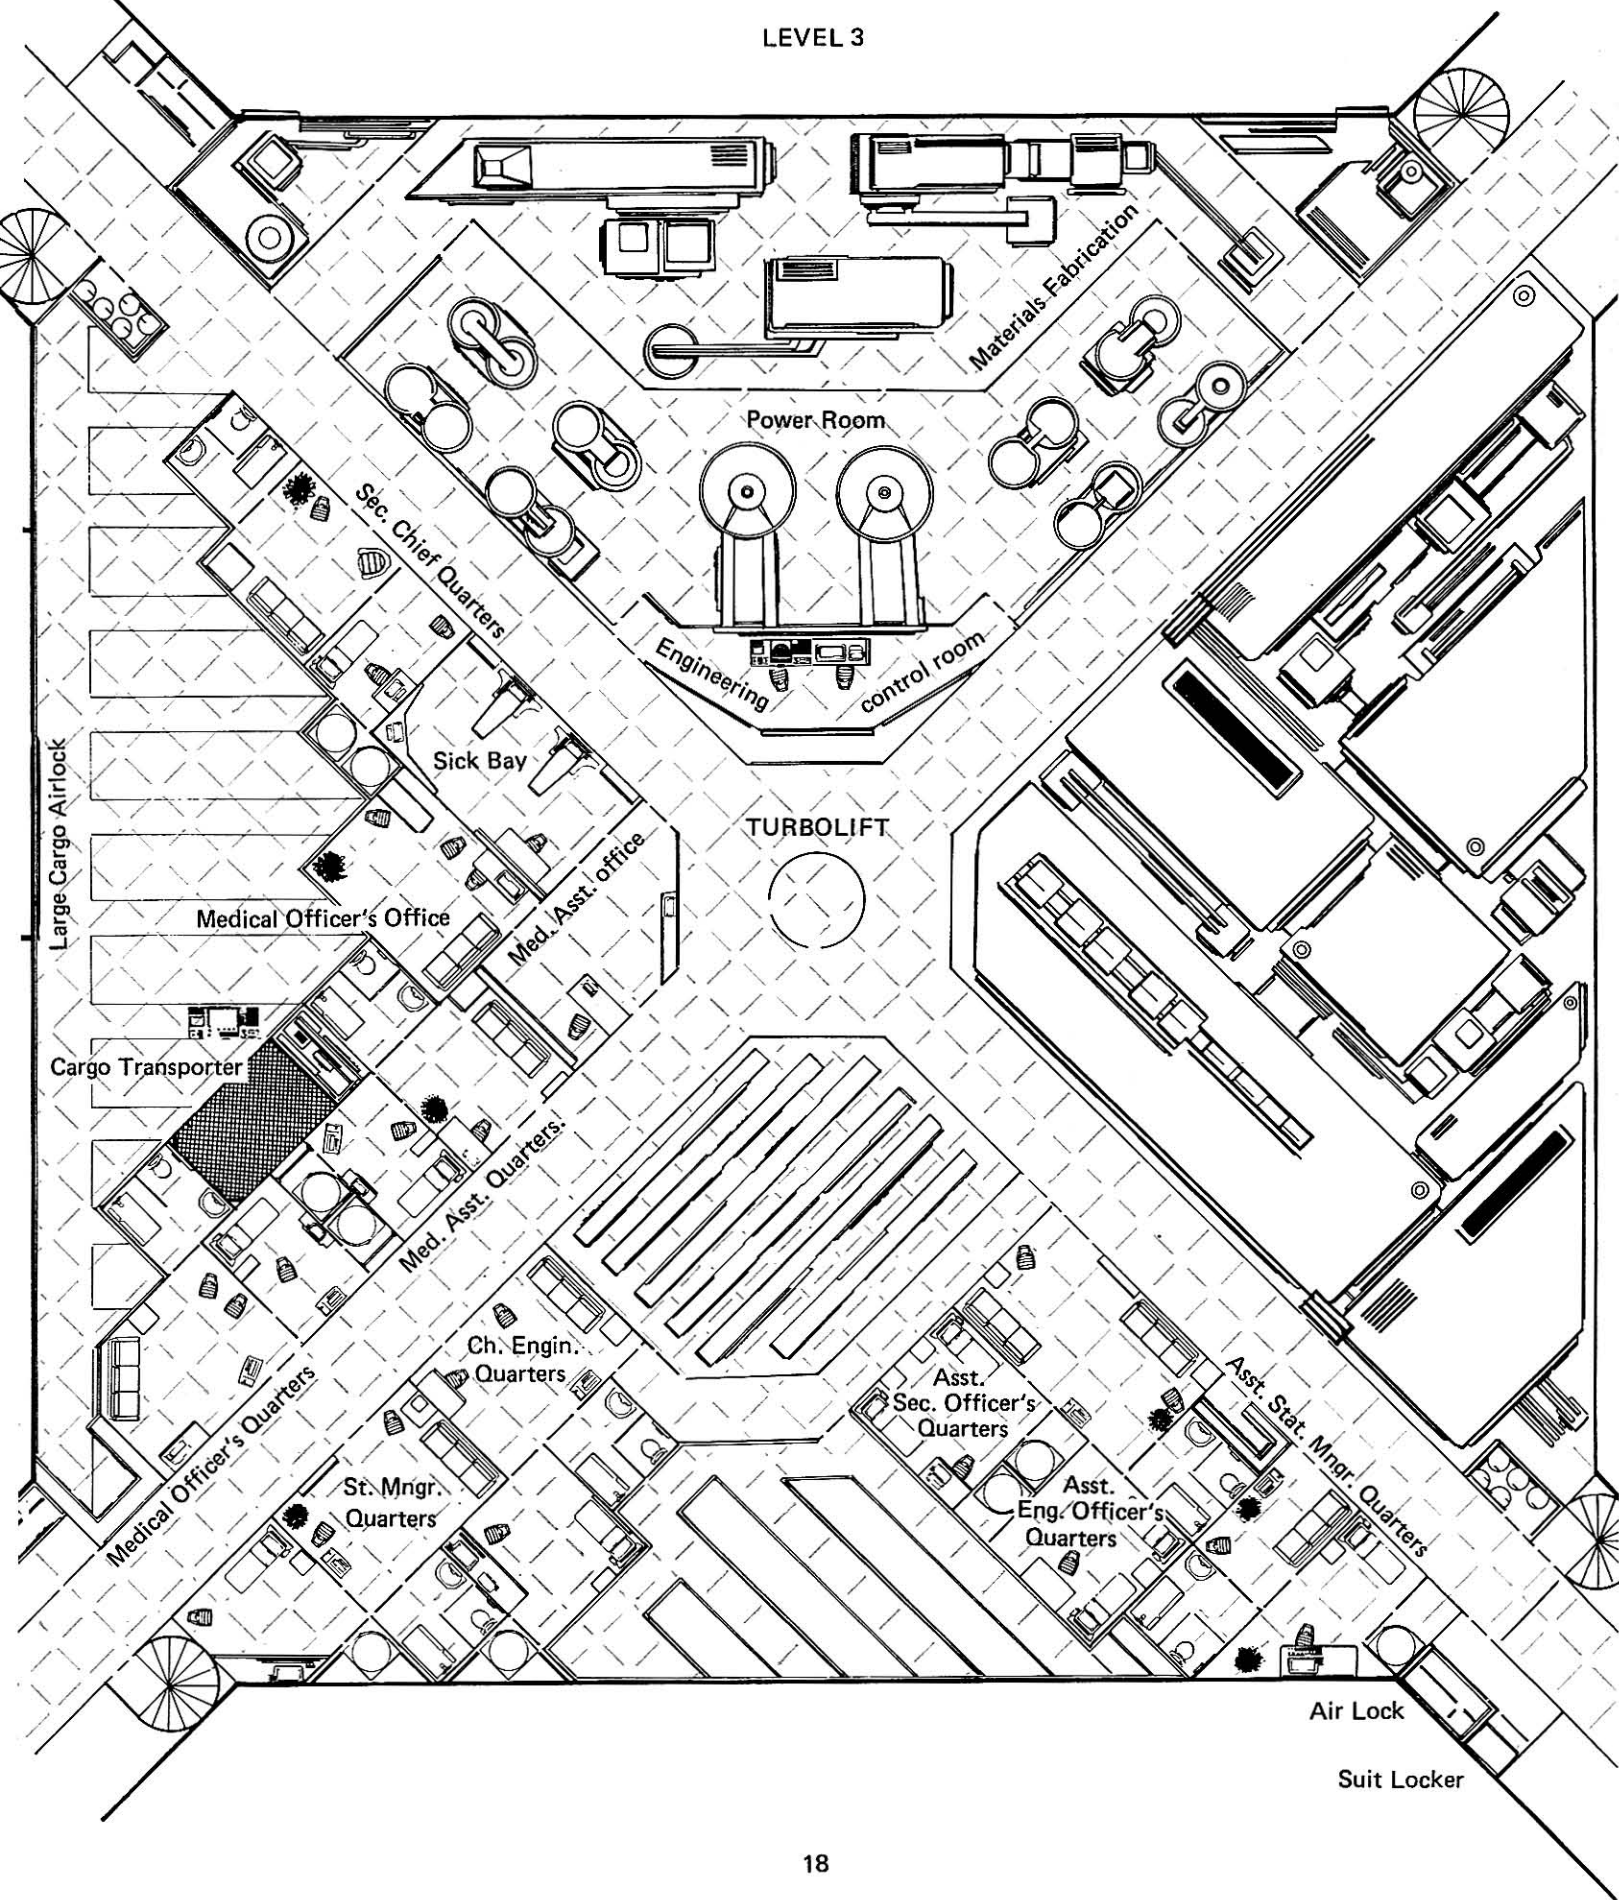 LEVEL 3
Materials Fabrication
Power Room
Sec. Chief Quarters
Engineering
control room
Sick Bay
Large Cargo Airlock
TURBOLIFT
Med. Asst. office
Medical Officer's Office
Cargo Transporter
Med. Asst. Quarters.
Ch. Engin.
Quarters
Medical Officer's Quarters
St. Mngr.
Quarters
Asst.
Sec. Officer's
Quarters
Asst. Stat. Mngr. Quarters
Asst.
Eng. Officer's
Quarters
Air Lock
Suit Locker
18